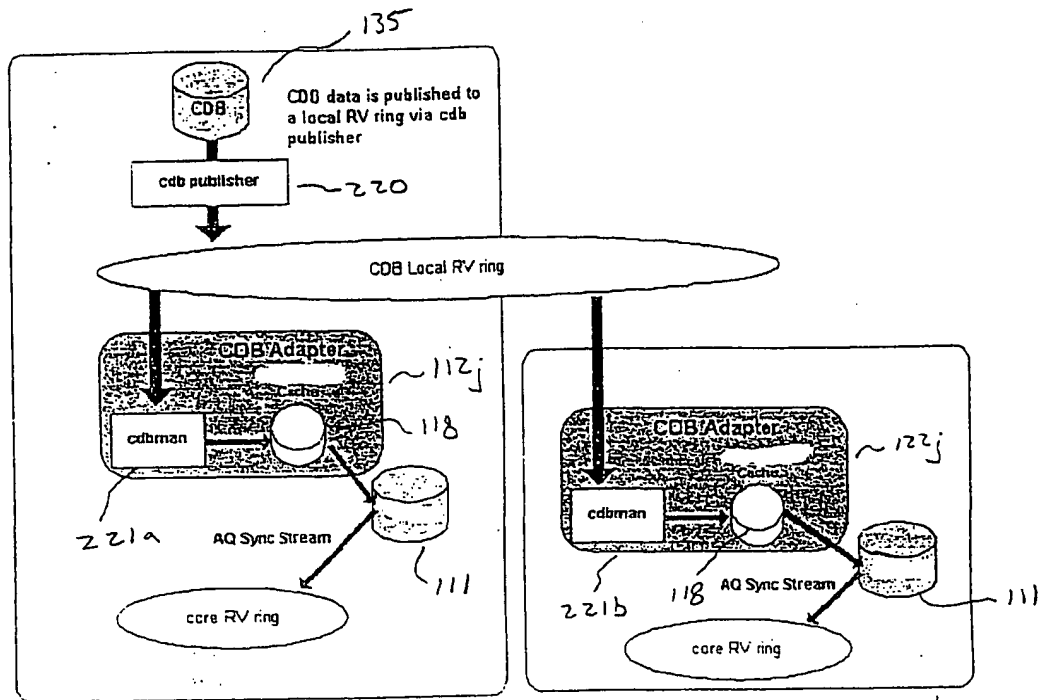 135
CDB
CDB data is published to
a local RV ring via cdb
publisher
cdb publisher
220
CDB Local RV ring
CDB Adapter
Cache
112j
118
cdbman
221a
AQ Sync Stream
111
core RV ring
CDB Adapter
Cache
122j
cdbman
221b
118
AQ Sync Stream
111
core RV ring